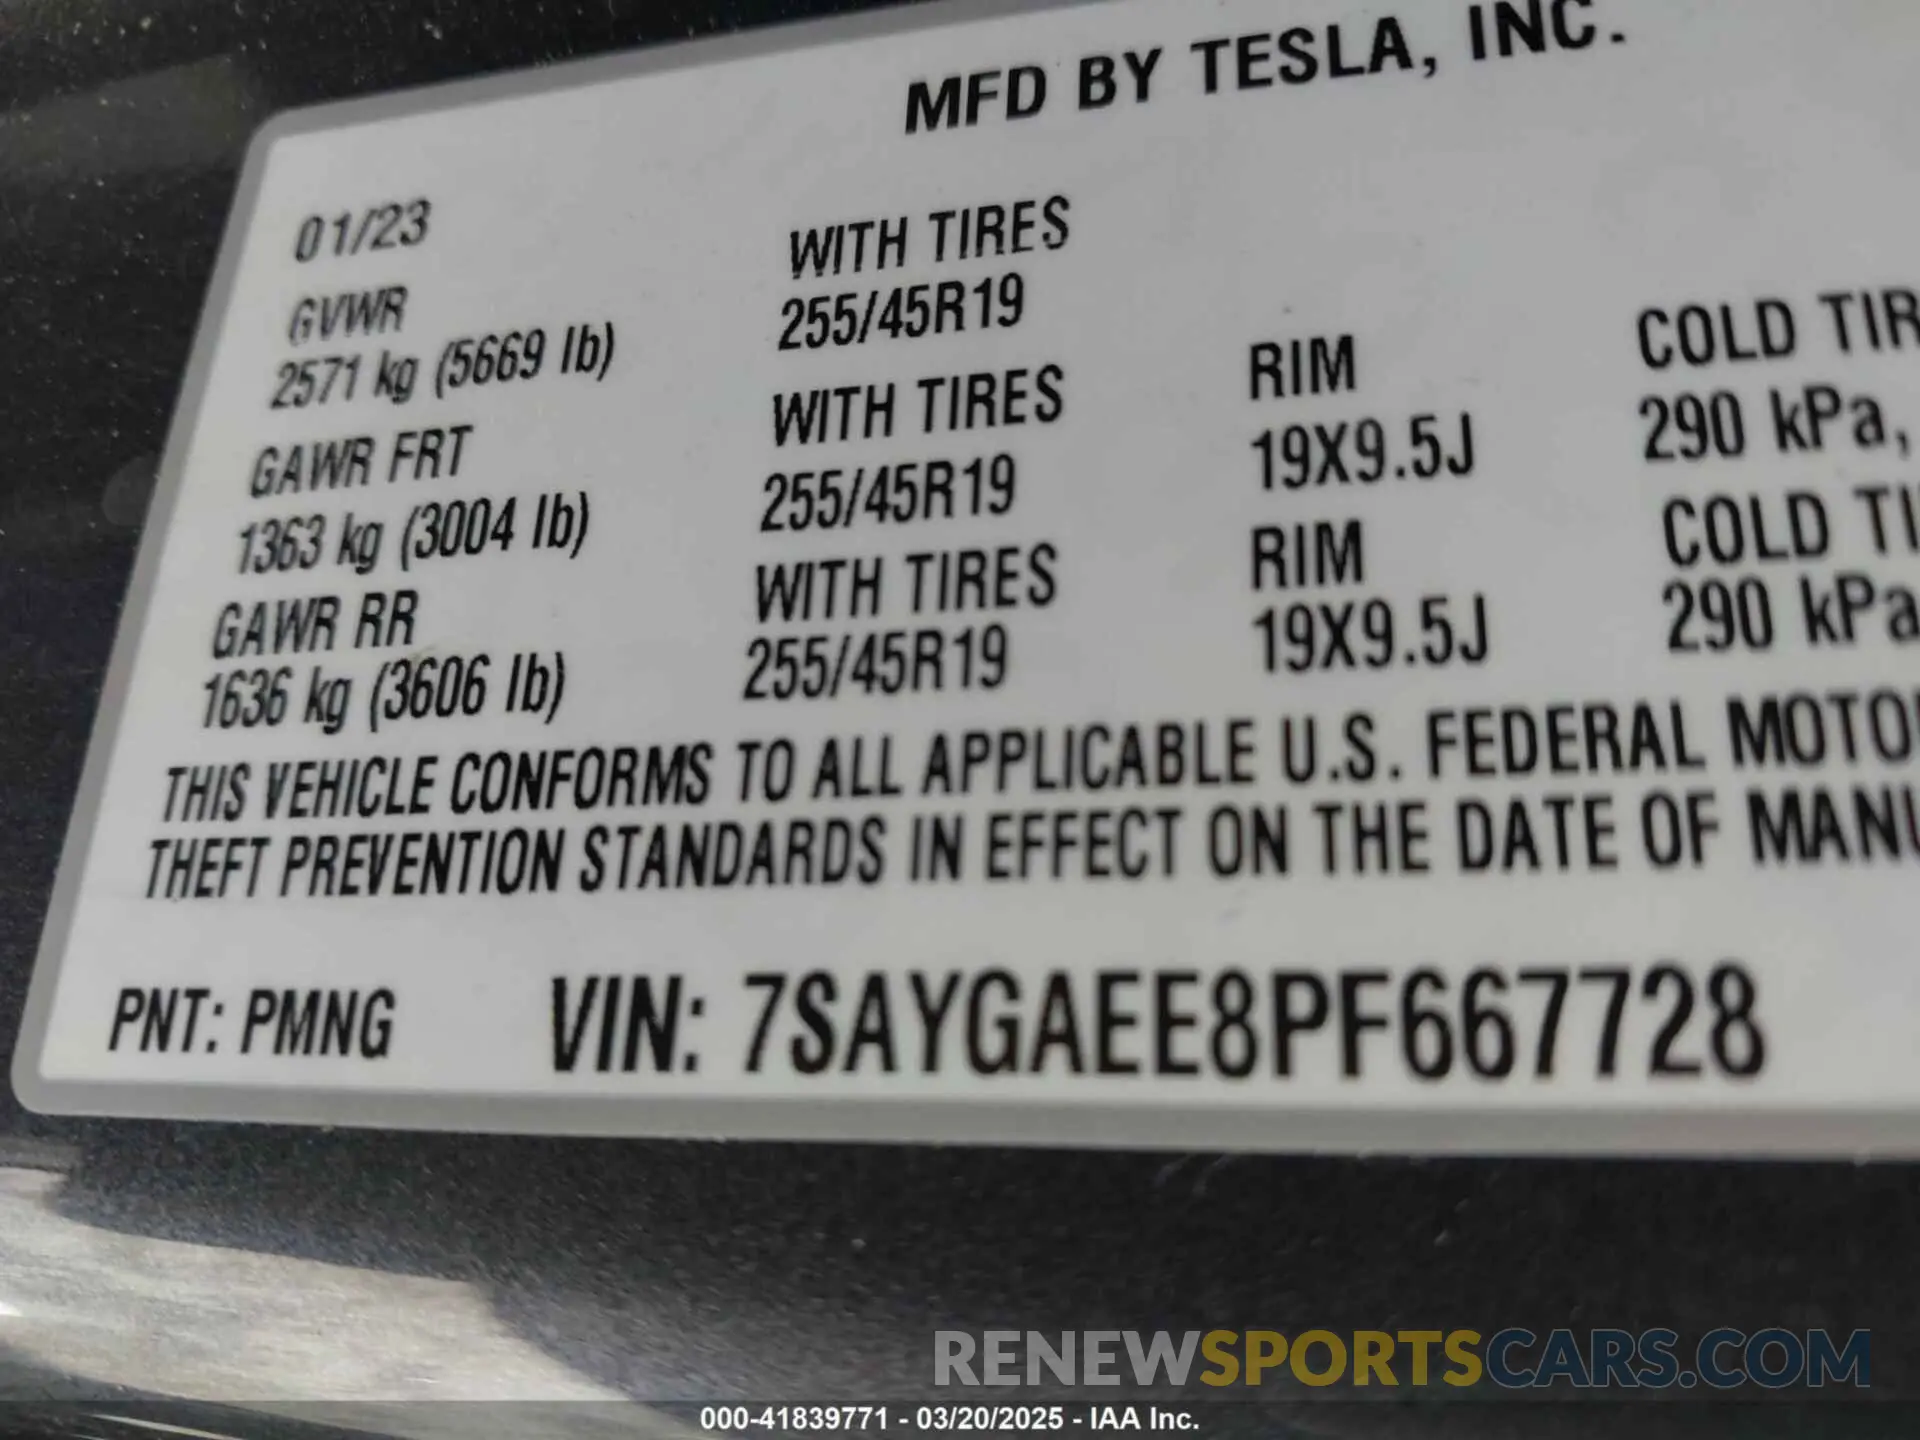 MFD BY TESLA, INC.
01/23
GVWR
2571 kg (5669 lb)
WITH TIRES
255/45R19
GAWR FRT
1363 kg (3004 lb)
WITH TIRES
255/45R19
RIM
19X9.5J
COLD TIR
290 kPa,
GAWR RR
1636 kg (3606 lb)
WITH TIRES
255/45R19
RIM
19X9.5J
COLD TI
290 kPa
THIS VEHICLE CONFORMS TO ALL APPLICABLE U.S. FEDERAL MOTO
THEFT PREVENTION STANDARDS IN EFFECT ON THE DATE OF MANU
PNT: PMNG VIN: 7SAYGAEE8PF667728
RENEWSPORTSCARS.COM
000-41839771 - 03/20/2025 - IAA Inc.